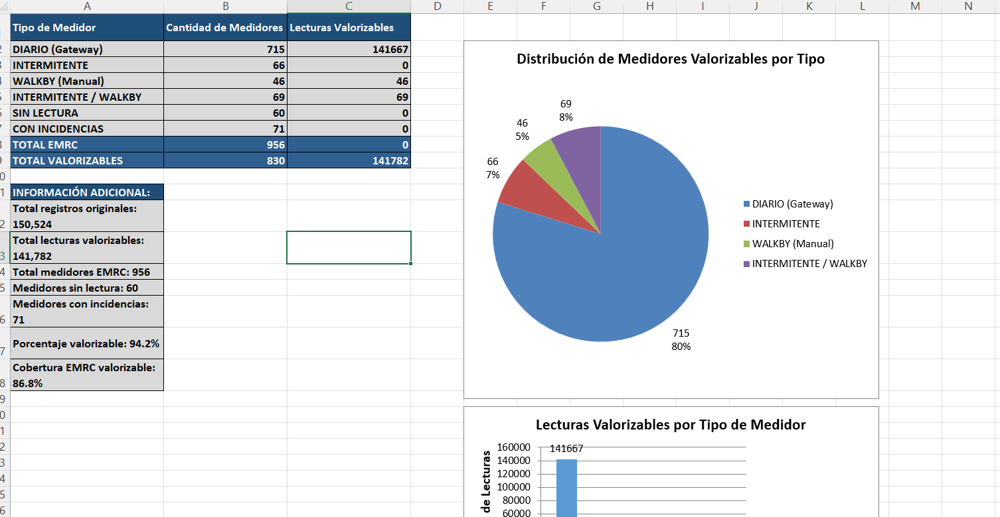 A B C D E F G H I J K L M N
Tipo de Medidor Cantidad de Medidores Lecturas Valorizables
DIARIO (Gateway) 715 141667
INTERMITENTE 66 0
WALKBY (Manual) 46 46
INTERMITENTE / WALKBY 69 69
SIN LECTURA 60 0
CON INCIDENCIAS 71 0
TOTAL EMRC 956 0
TOTAL VALORIZABLES 830 141782
INFORMACIÓN ADICIONAL:
Total registros originales:
150,524
Total lecturas valorizables:
141,782
Total medidores EMRC: 956
Medidores sin lectura: 60
Medidores con incidencias:
71
Porcentaje valorizable: 94.2%
Cobertura EMRC valorizable:
86.8%
Distribución de Medidores Valorizables por Tipo
69
8%
46
5%
66
7%
715
80%
DIARIO (Gateway)
INTERMITENTE
WALKBY (Manual)
INTERMITENTE / WALKBY
Lecturas Valorizables por Tipo de Medidor
de Lecturas
160000
140000
120000
100000
80000
60000
141667